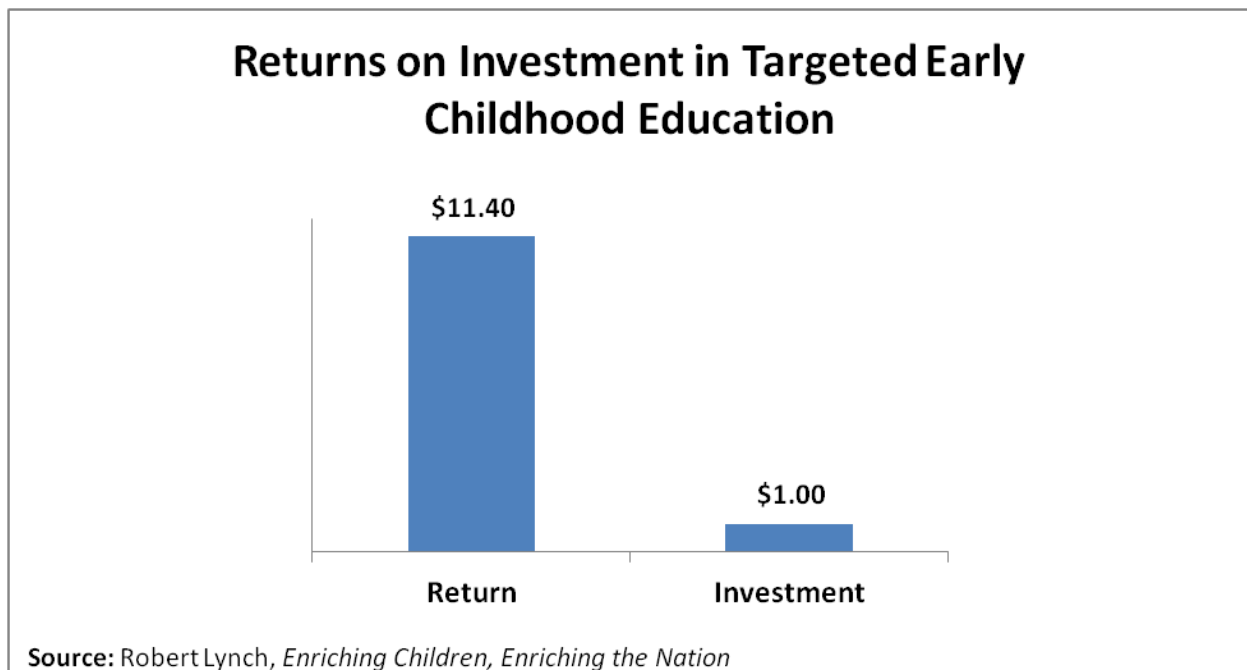 Returns on Investment in Targeted Early
Childhood Education
$11.40
$1.00
Return
Investment
Source: Robert Lynch, Enriching Children, Enriching the Nation